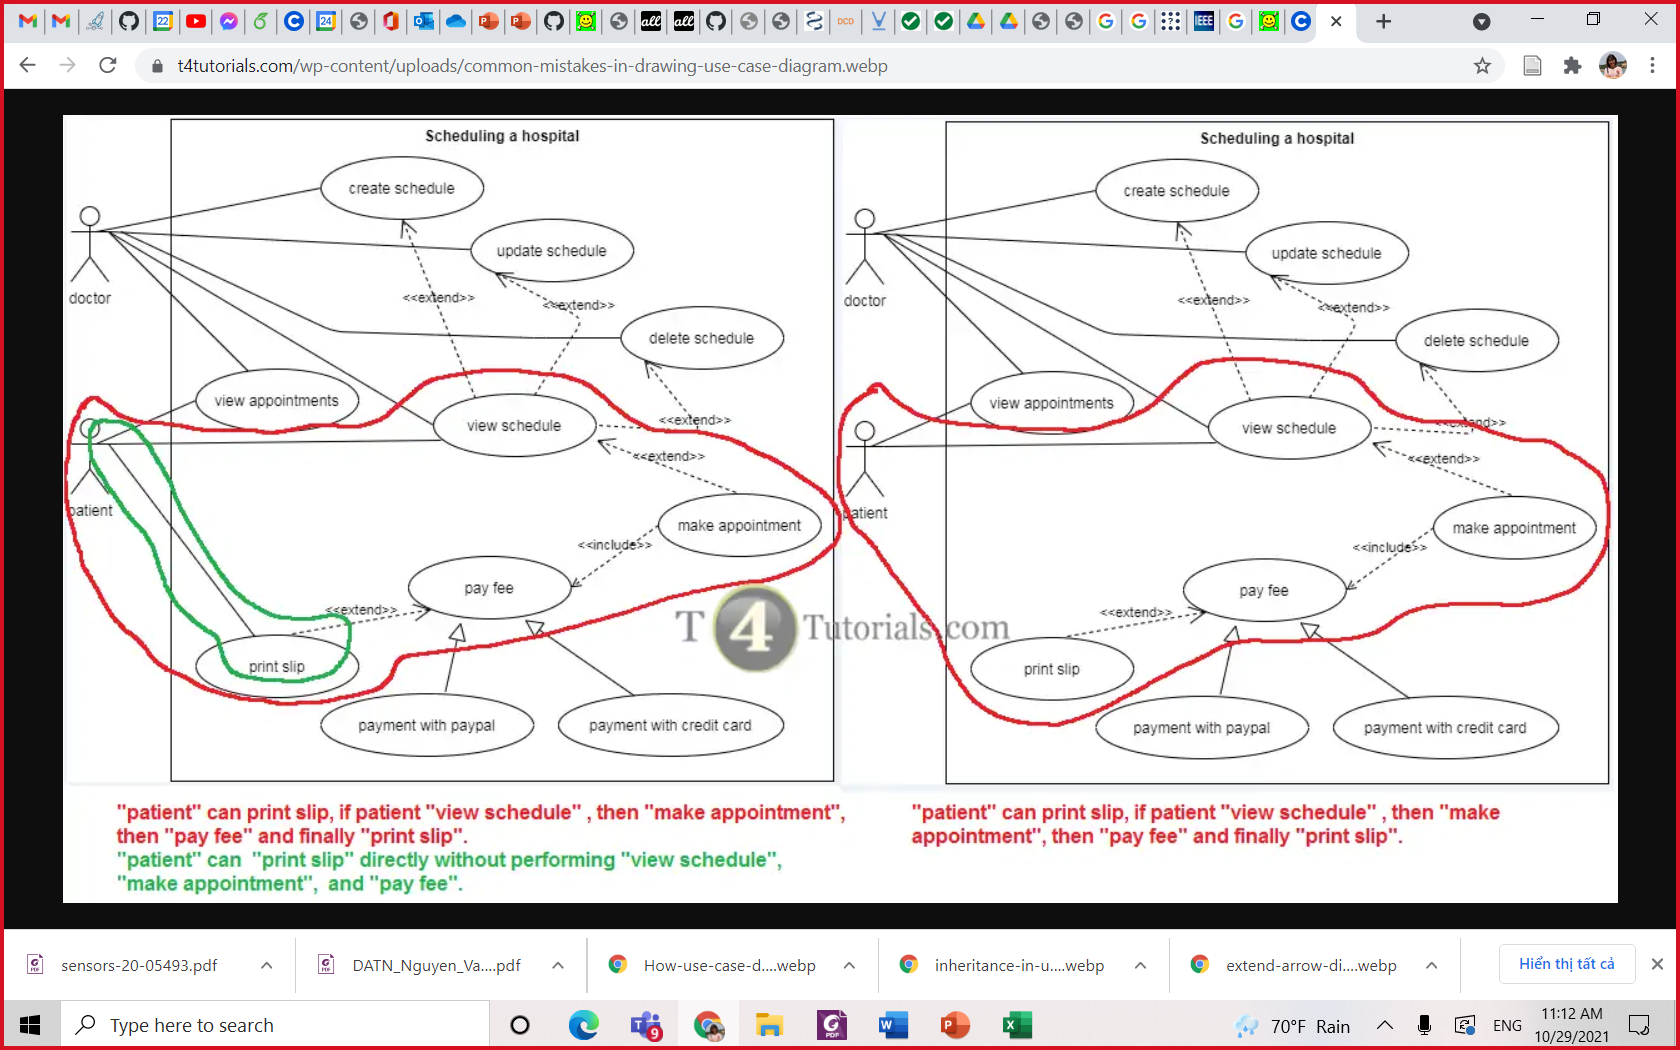 22
24
all
all
DCD
IEEE
t4tutorials.com/wp-content/uploads/common-mistakes-in-drawing-use-case-diagram.webp
Scheduling a hospital
create schedule
update schedule
doctor
<<extend>>
<<extend>>
delete schedule
view appointments
view schedule
<<extend>>
<<extend>>
patient
make appointment
<<include>>
pay fee
<<extend>>
print slip
payment with paypal
payment with credit card
Scheduling a hospital
create schedule
update schedule
doctor
<<extend>>
<<extend>>
delete schedule
view appointments
view schedule
<<extend>>
<<extend>>
patient
make appointment
<<include>>
pay fee
<<extend>>
print slip
payment with paypal
payment with credit card
T4Tutorials.com
"patient" can print slip, if patient "view schedule" , then "make appointment",
then "pay fee" and finally "print slip".
"patient" can "print slip" directly without performing "view schedule",
"make appointment", and "pay fee".
"patient" can print slip, if patient "view schedule" , then "make
appointment", then "pay fee" and finally "print slip".
sensors-20-05493.pdf
DATN_Nguyen_Va....pdf
How-use-case-d....webp
inheritance-in-u....webp
extend-arrow-di....webp
Hiển thị tất cả
Type here to search
9
70°F Rain
ENG
11:12 AM
10/29/2021